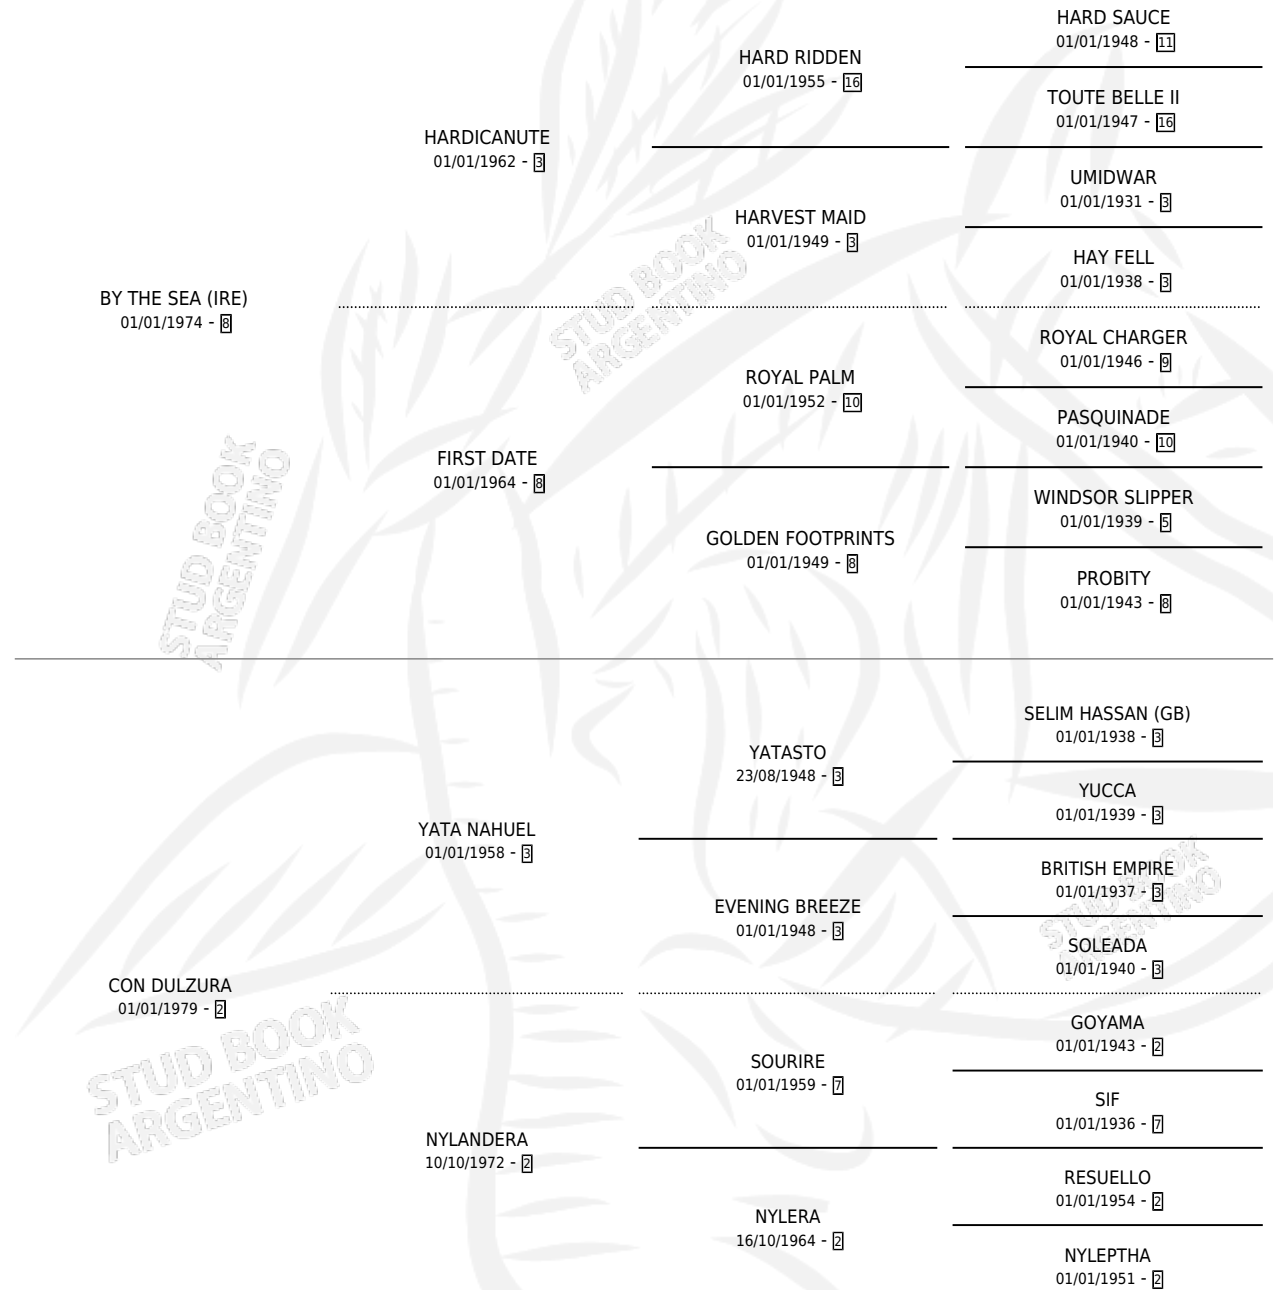 HARD SAUCE
01/01/1948 - 11
HARD RIDDEN
01/01/1955 - 16
TOUTE BELLE II
01/01/1947 - 16
HARDICANUTE
01/01/1962 - 3
UMIDWAR
01/01/1931 - 3
HARVEST MAID
01/01/1949 - 3
HAY FELL
01/01/1938 - 3
BY THE SEA (IRE)
01/01/1974 - 8
STUD BOOK
ARGENTINO
ROYAL CHARGER
01/01/1946 - 9
ROYAL PALM
01/01/1952 - 10
PASQUINADE
01/01/1940 - 10
FIRST DATE
01/01/1964 - 8
WINDSOR SLIPPER
01/01/1939 - 5
GOLDEN FOOTPRINTS
01/01/1949 - 8
PROBITY
01/01/1943 - 8
STUD BOOK
ARGENTINO
SELIM HASSAN (GB)
01/01/1938 - 3
YATASTO
23/08/1948 - 3
YUCCA
01/01/1939 - 3
YATA NAHUEL
01/01/1958 - 3
BRITISH EMPIRE
01/01/1937 - 3
EVENING BREEZE
01/01/1948 - 3
STUD BOOK
ARGENTINO
SOLEADA
01/01/1940 - 3
CON DULZURA
01/01/1979 - 2
GOYAMA
01/01/1943 - 2
STUD BOOK
ARGENTINO
SOURIRE
01/01/1959 - 7
SIF
01/01/1936 - 7
NYLANDERA
10/10/1972 - 2
RESUELLO
01/01/1954 - 2
NYLERA
16/10/1964 - 2
NYLEPTHA
01/01/1951 - 2